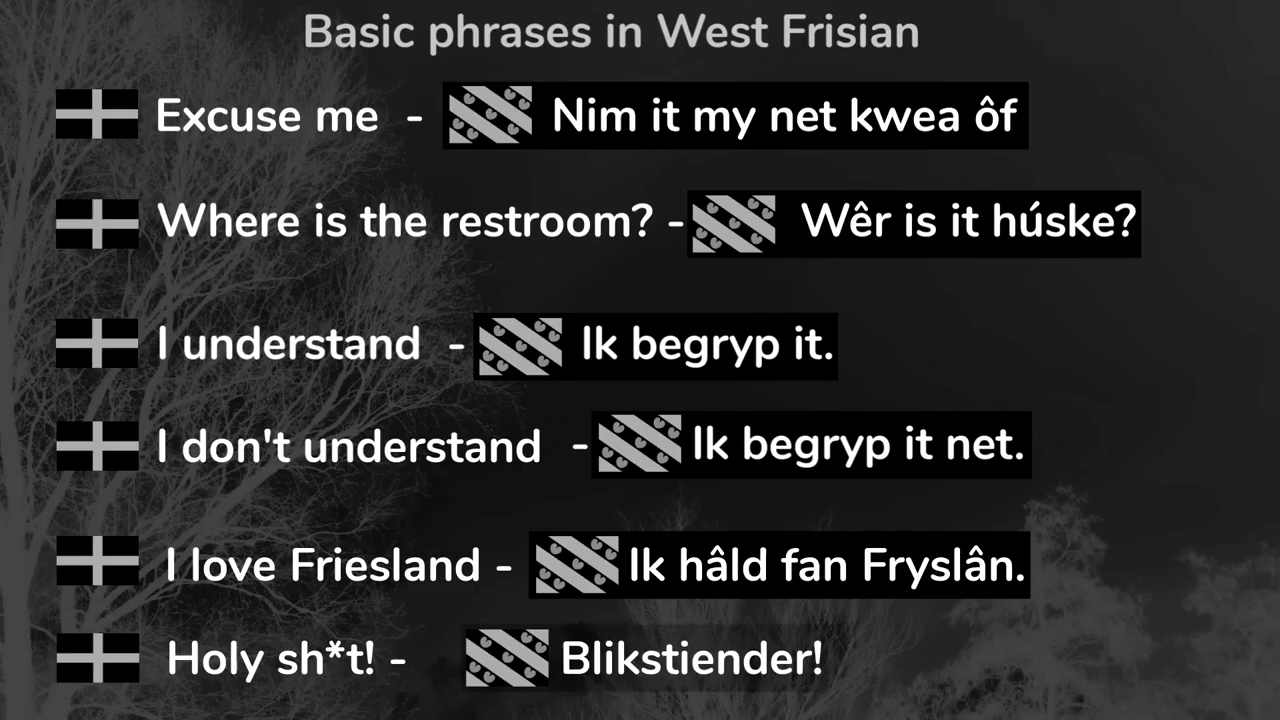 Basic phrases in West Frisian
Excuse me - Nim it my net kwea ôf
Where is the restroom? - Wêr is it húske?
I understand - Ik begryp it.
I don't understand - Ik begryp it net.
I love Friesland - Ik hâld fan Fryslân.
Holy sh*t! - Blikstiender!